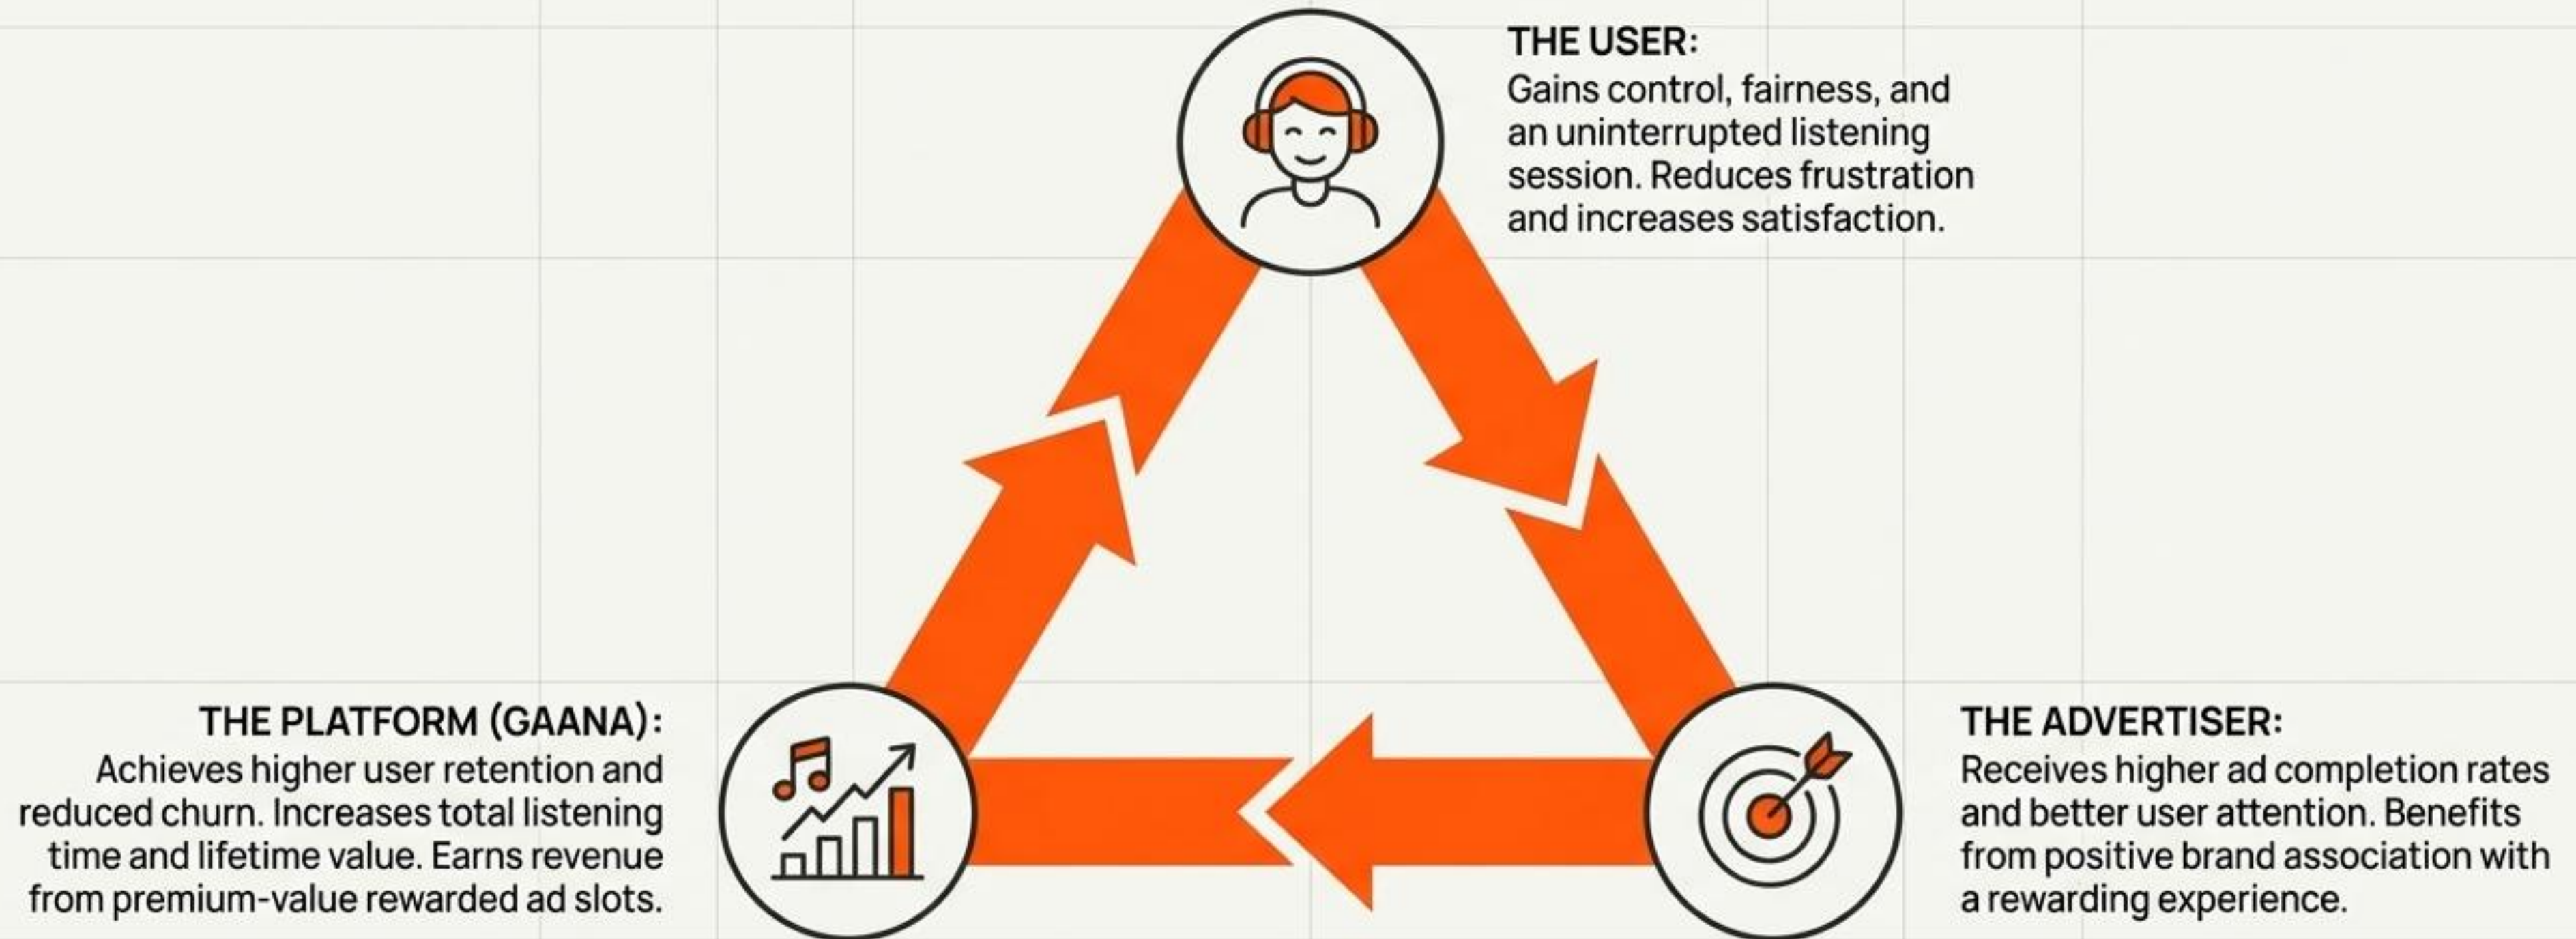 THE USER:
Gains control, fairness, and
an uninterrupted listening
session. Reduces frustration
and increases satisfaction.
THE PLATFORM (GAANA):
Achieves higher user retention and
reduced churn. Increases total listening
time and lifetime value. Earns revenue
from premium-value rewarded ad slots.
THE ADVERTISER:
Receives higher ad completion rates
and better user attention. Benefits
from positive brand association with
a rewarding experience.